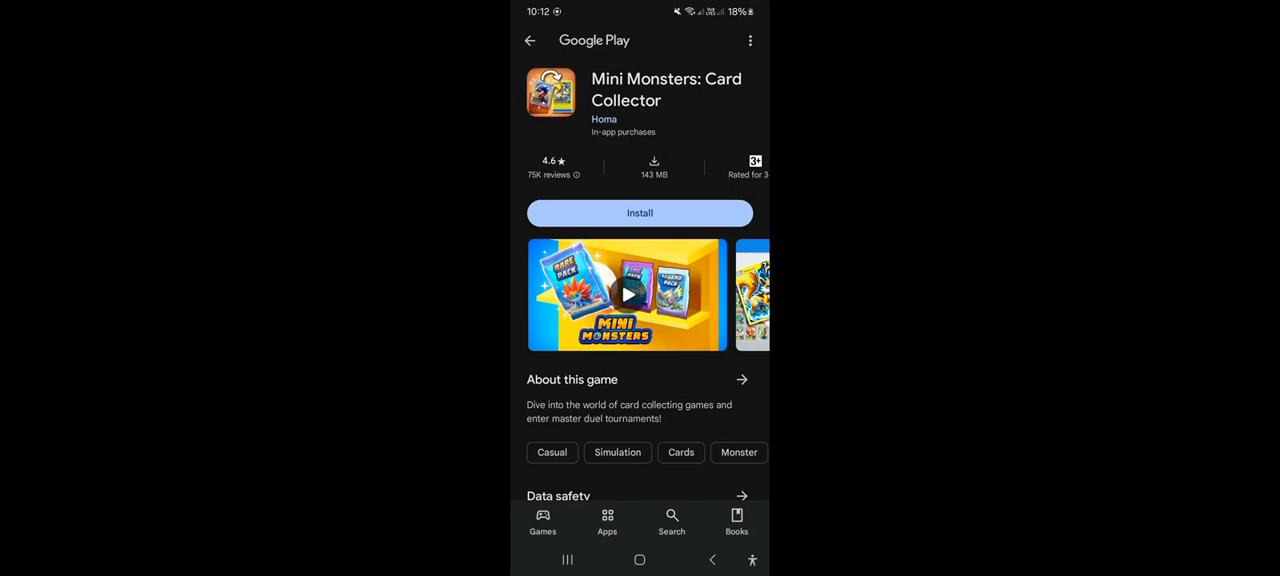 10:12
18%
Google Play
Mini Monsters: Card
Collector
Homa
In-app purchases
4.6★
75K reviews
143 MB
3+
Rated for 3
Install
RARE
PACK
LEGEND
PACK
MINI
MONSTERS
About this game
Dive into the world of card collecting games and
enter master duel tournaments!
Casual
Simulation
Cards
Monster
Data safety
Games
Apps
Search
Books